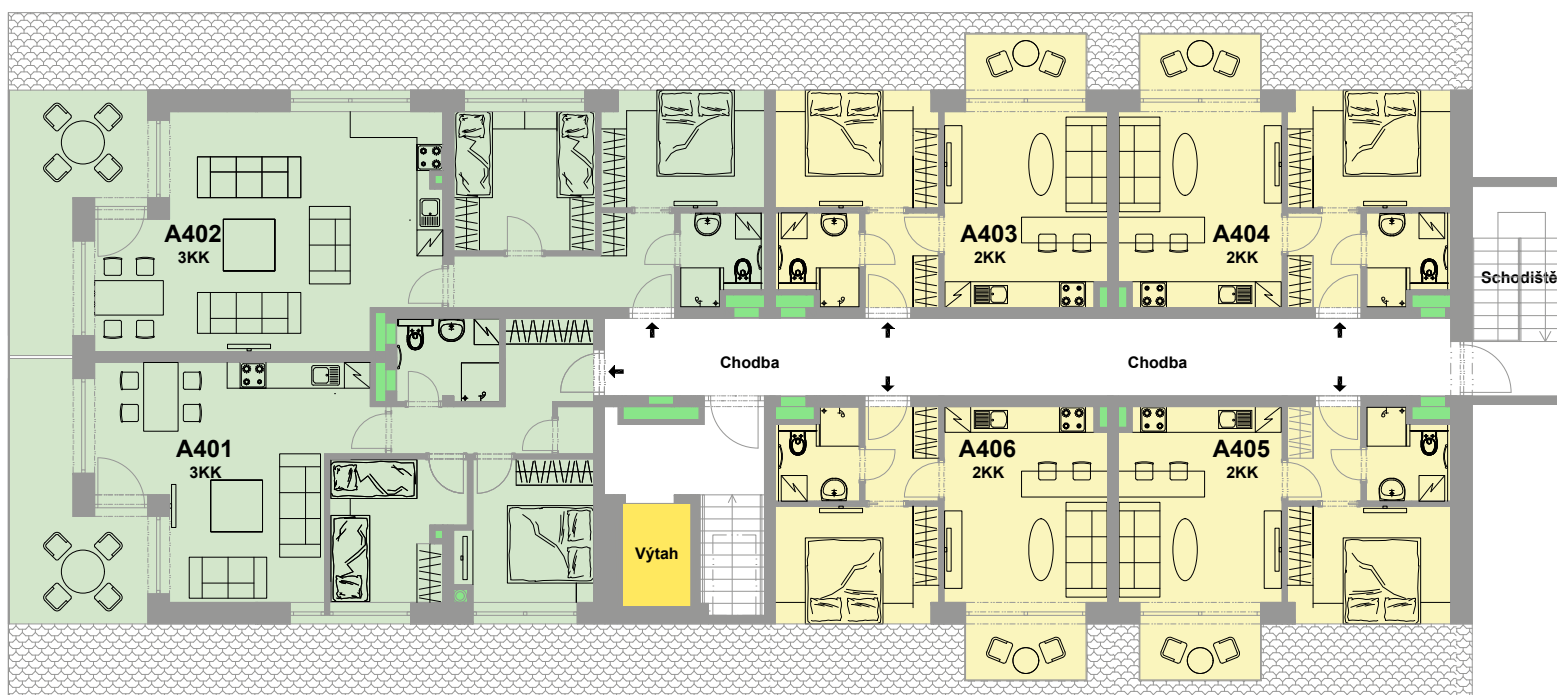 A402
3KK
A403
2KK
A404
2KK
Schodiště
Chodba
Chodba
A401
3KK
A406
2KK
A405
2KK
Výtah